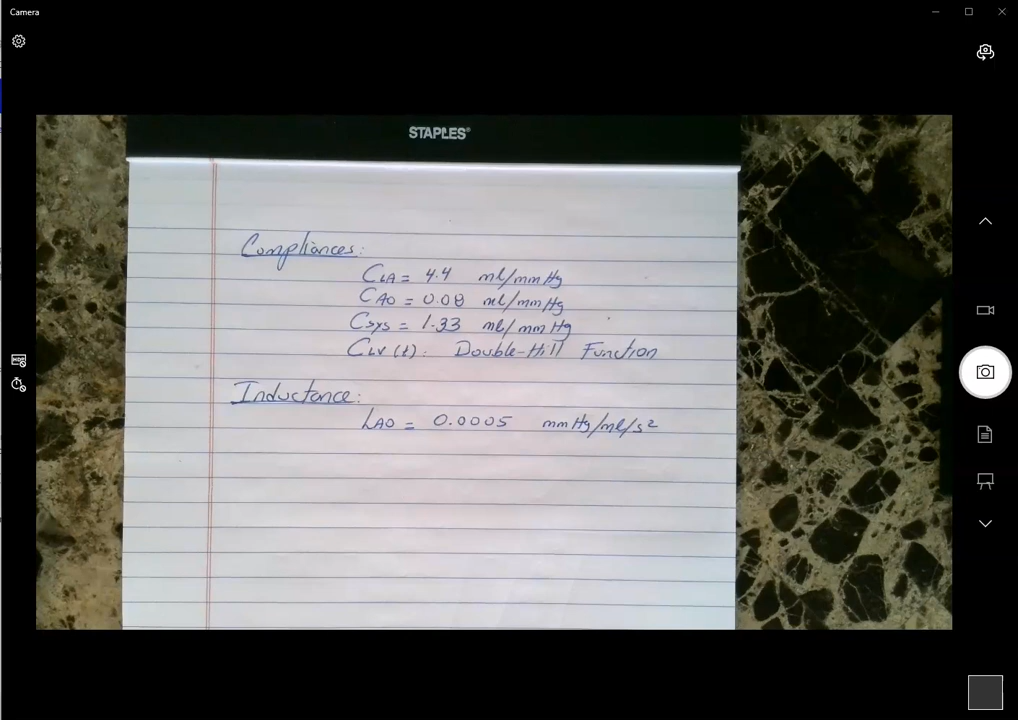 Camera
STAPLES®
Compliances:
CLA = 4.4 ml/mmHg
CAO = 0.08 ml/mmHg
Csys = 1.33 ml/mmHg
CLV (t): Double-Hill Function
Inductance:
LAO = 0.0005 mmHg/ml/s²